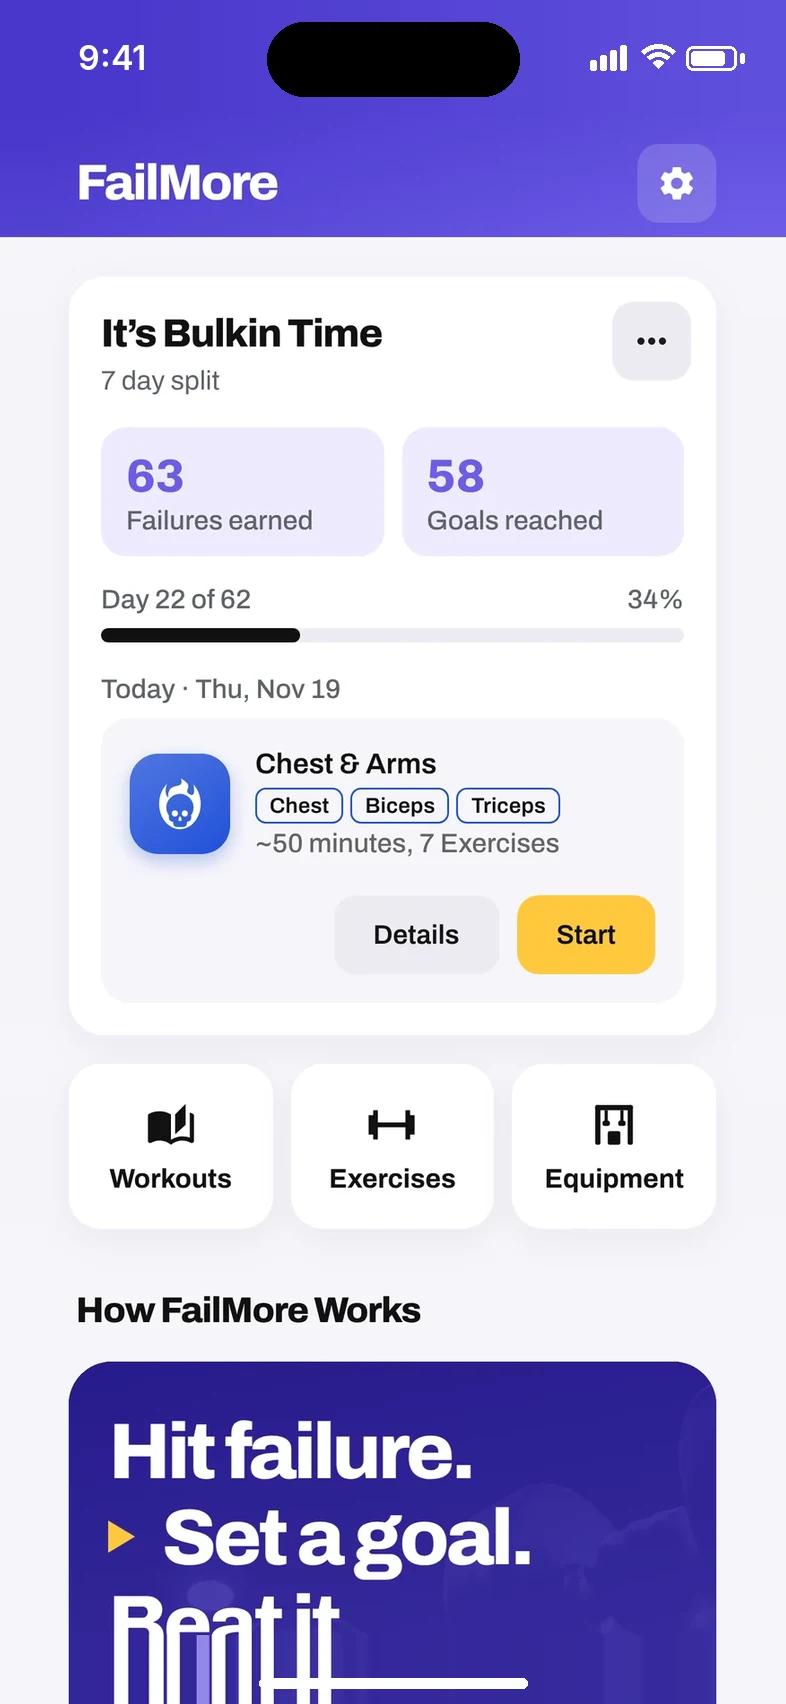 9:41
FailMore
It's Bulkin Time
7 day split
63
Failures earned
58
Goals reached
Day 22 of 62
34%
Today · Thu, Nov 19
Chest & Arms
Chest
Biceps
Triceps
~50 minutes, 7 Exercises
Details
Start
Workouts
Exercises
Equipment
How FailMore Works
Hit failure.
Set a goal.
Beat it